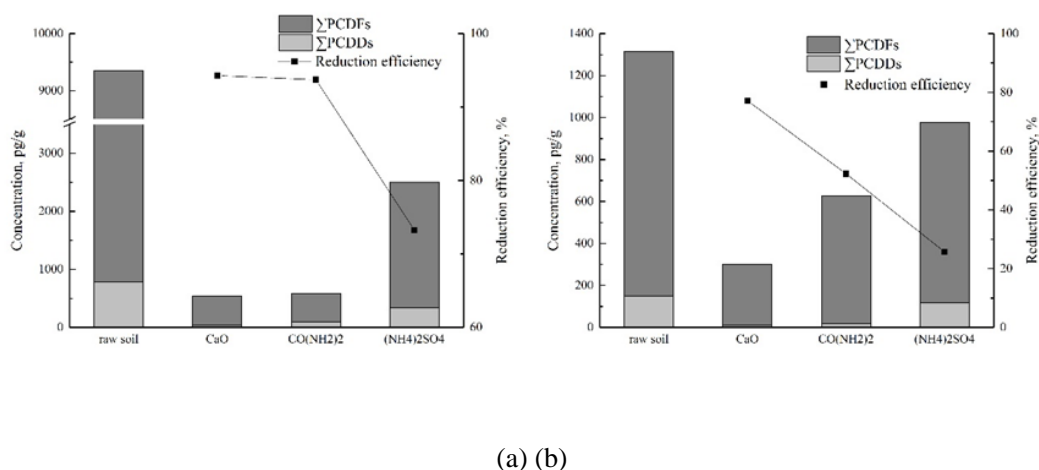 ∑PCDFs
∑PCDDs
Reduction efficiency
Concentration, pg/g
10000
9000
3000
2000
1000
0
raw soil
CaO
CO(NH2)2
(NH4)2SO4
100
80
60
Reduction efficiency, %
∑PCDFs
∑PCDDs
Reduction efficiency
Concentration, pg/g
1400
1200
1000
800
600
400
200
0
raw soil
CaO
CO(NH2)2
(NH4)2SO4
100
80
60
40
20
0
Reduction efficiency, %
(a) (b)